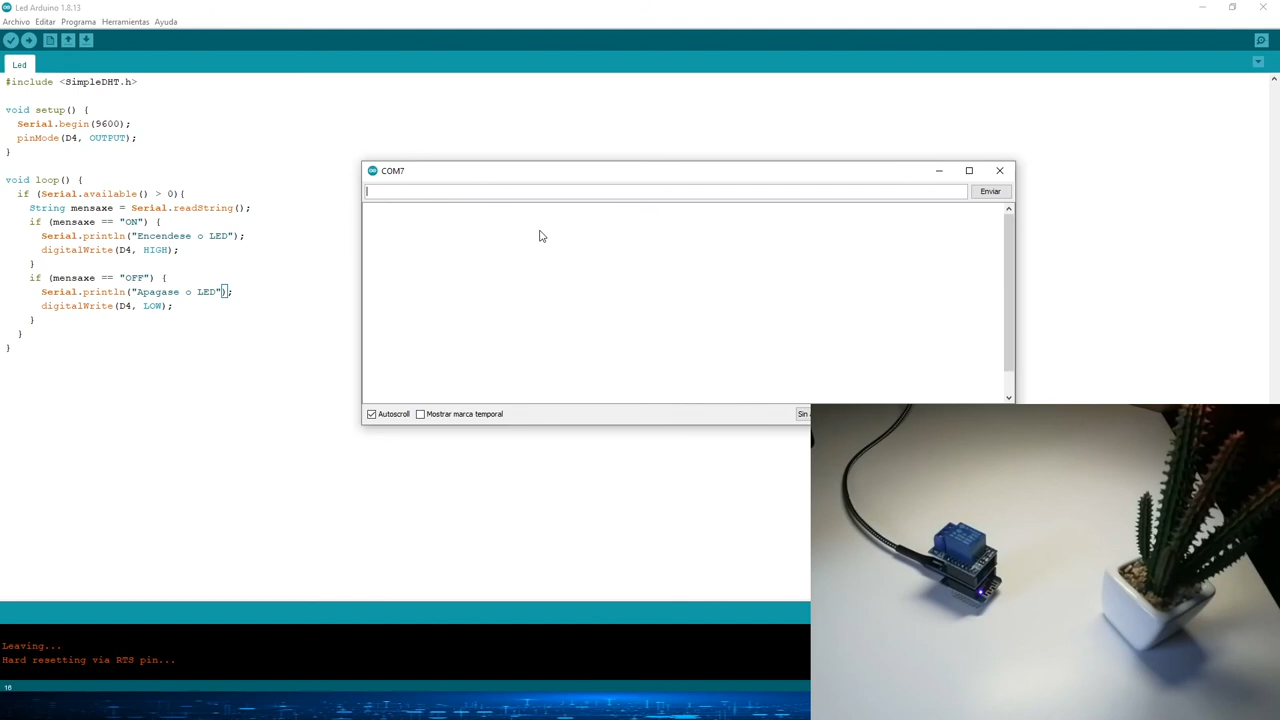 Led Arduino 1.8.13
Archivo Editar Programa Herramientas Ayuda
Led
#include <SimpleDHT.h>
void setup() {
Serial.begin(9600);
pinMode(D4, OUTPUT);
}
void loop() {
if (Serial.available() > 0){
String mensaxe = Serial.readString();
if (mensaxe == "ON") {
Serial.println("Encendese o LED");
digitalWrite(D4, HIGH);
}
if (mensaxe == "OFF") {
Serial.println("Apagase o LED");
digitalWrite(D4, LOW);
}
}
}
COM7
Enviar
Autoscroll Mostrar marca temporal Sin
Leaving...
Hard resetting via RTS pin...
16